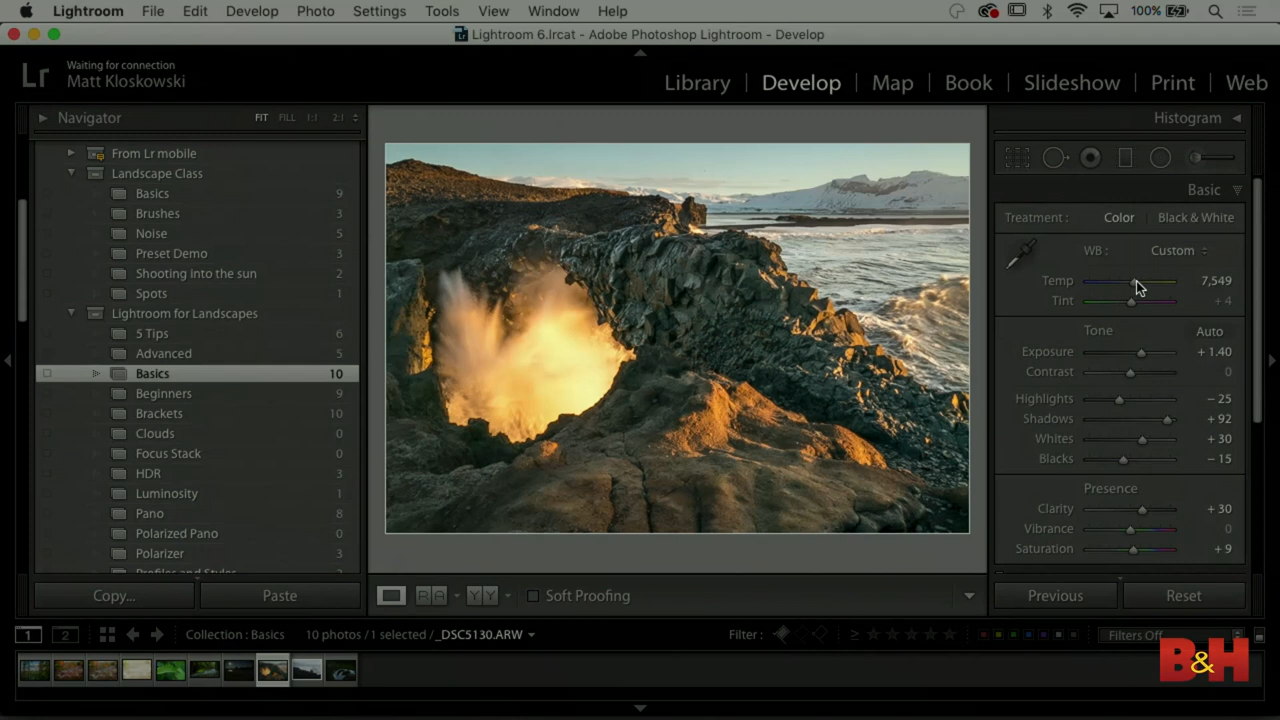 Lightroom File Edit Develop Photo Settings Tools View Window Help 100%
Lightroom 6.lrcat - Adobe Photoshop Lightroom - Develop
Lr Waiting for connection
Matt Kloskowski
Library | Develop | Map | Book | Slideshow | Print | Web
Navigator FIT FILL 1:1 2:1
Histogram
From Lr mobile
Landscape Class
Basics 9
Brushes 3
Noise 5
Preset Demo 3
Shooting into the sun 2
Spots 1
Lightroom for Landscapes
5 Tips 6
Advanced 5
Basics 10
Beginners 9
Brackets 10
Clouds 0
Focus Stack 0
HDR 3
Luminosity 1
Pano 8
Polarized Pano 0
Polarizer 3
Profiles and Styles
Copy... Paste
Basic
Treatment : Color Black & White
WB : Custom
Temp 7,549
Tint + 4
Tone Auto
Exposure + 1.40
Contrast 0
Highlights − 25
Shadows + 92
Whites + 30
Blacks − 15
Presence
Clarity + 30
Vibrance 0
Saturation + 9
R A Y Y Soft Proofing
Previous Reset
1 2 Collection : Basics 10 photos / 1 selected / _DSC5130.ARW Filter : ≥ Filters Off
B&H